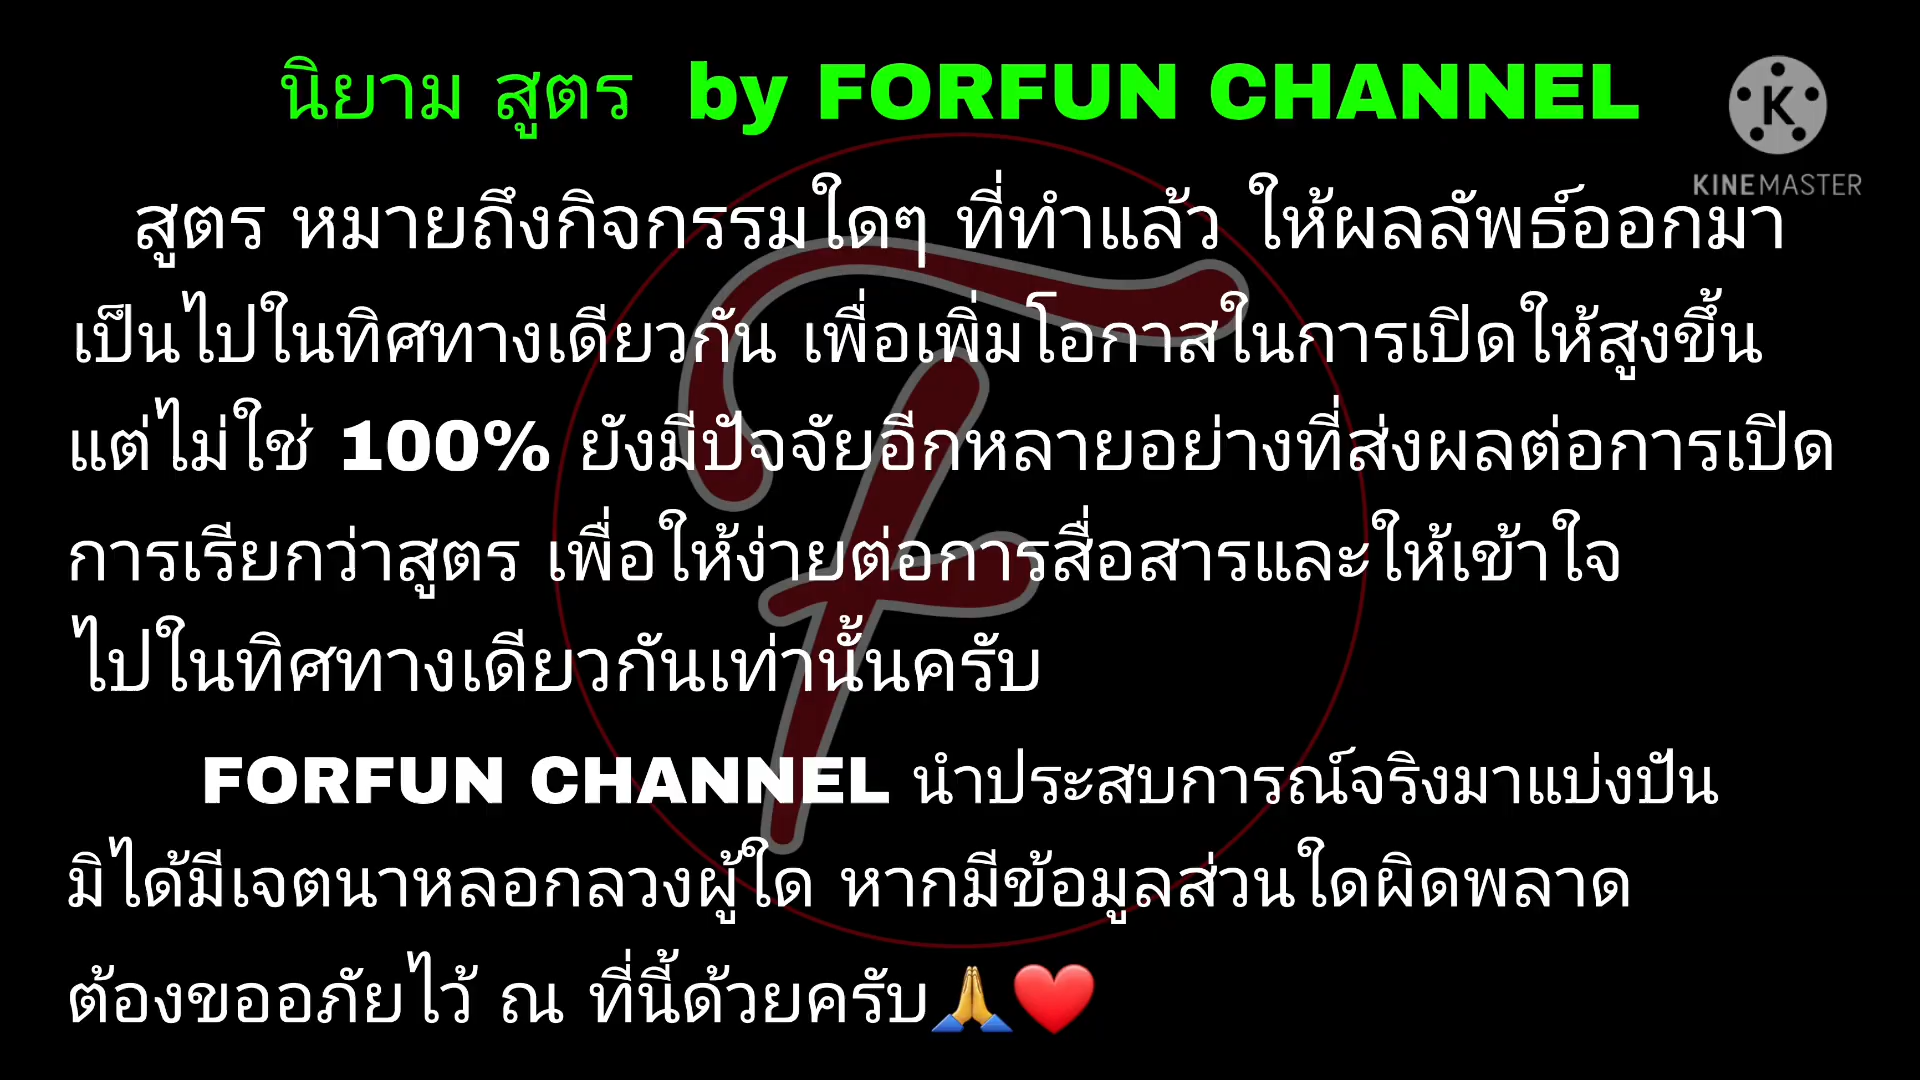 นิยาม สูตร by FORFUN CHANNEL
K
KINEMASTER
สูตร หมายถึงกิจกรรมใดๆ ที่ทำแล้ว ให้ผลลัพธ์ออกมา
เป็นไปในทิศทางเดียวกัน เพื่อเพิ่มโอกาสในการเปิดให้สูงขึ้น
แต่ไม่ใช่ 100% ยังมีปัจจัยอีกหลายอย่างที่ส่งผลต่อการเปิด
การเรียกว่าสูตร เพื่อให้ง่ายต่อการสื่อสารและให้เข้าใจ
ไปในทิศทางเดียวกันเท่านั้นครับ
FORFUN CHANNEL นำประสบการณ์จริงมาแบ่งปัน
มิได้มีเจตนาหลอกลวงผู้ใด หากมีข้อมูลส่วนใดผิดพลาด
ต้องขออภัยไว้ ณ ที่นี้ด้วยครับ🙏❤️